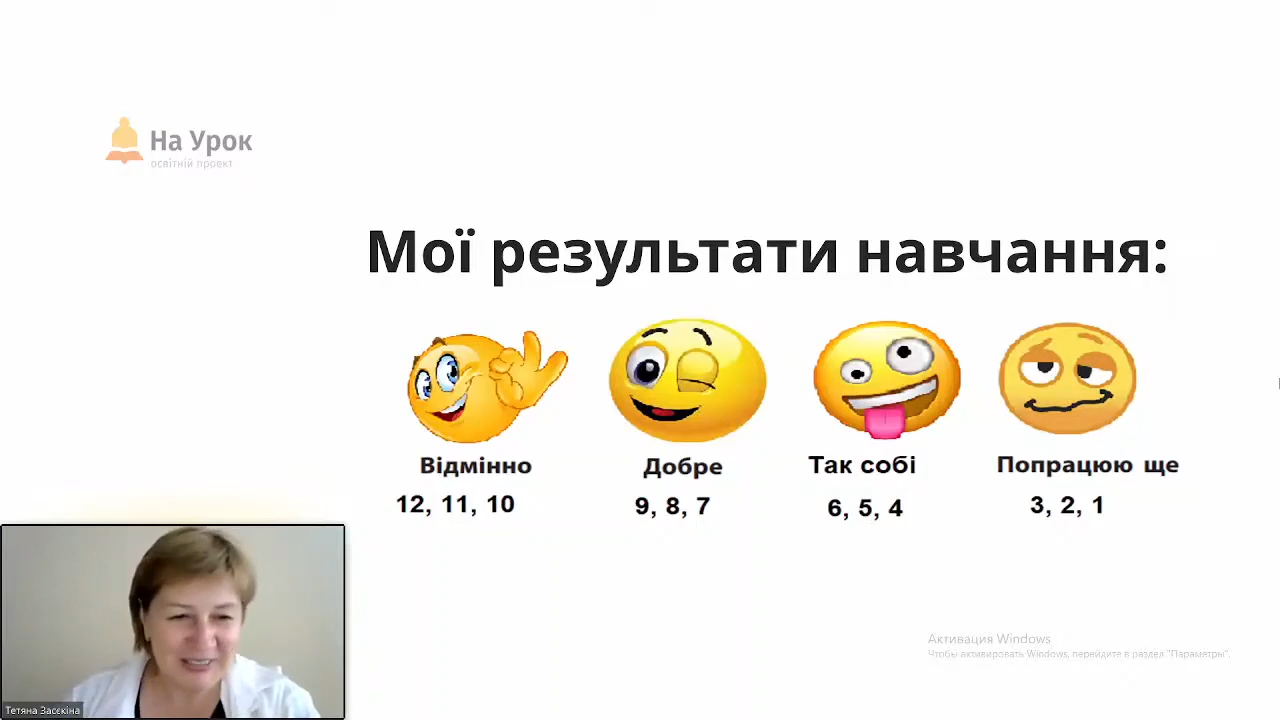 На Урок
освітній проект
Мої результати навчання:
Відмінно
Добре
Так собі
Попрацюю ще
12, 11, 10
9, 8, 7
6, 5, 4
3, 2, 1
Активация Windows
Чтобы активировать Windows, перейдите в раздел "Параметры".
Тетяна Засєкіна